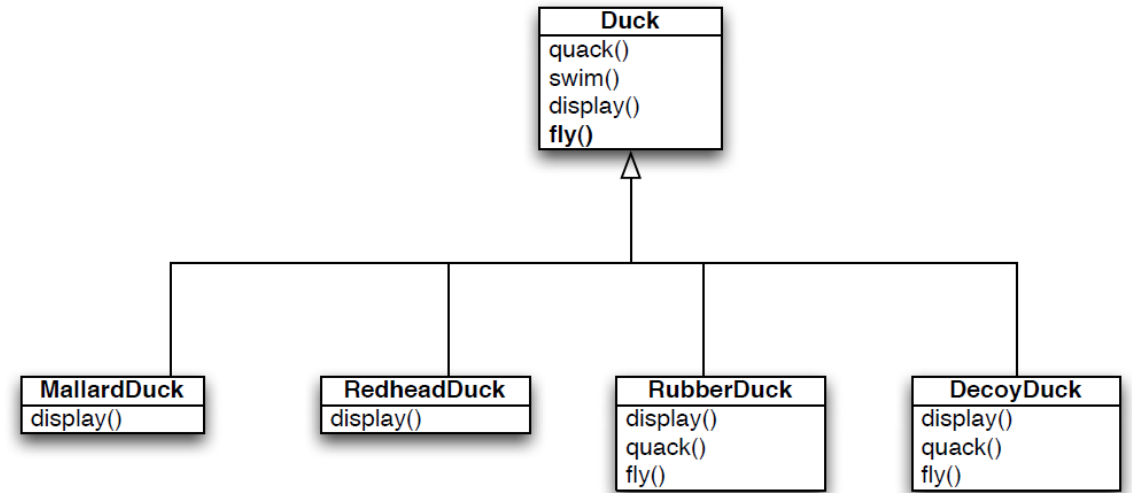 Duck
quack()
swim()
display()
fly()
MallardDuck
display()
RedheadDuck
display()
RubberDuck
display()
quack()
fly()
DecoyDuck
display()
quack()
fly()